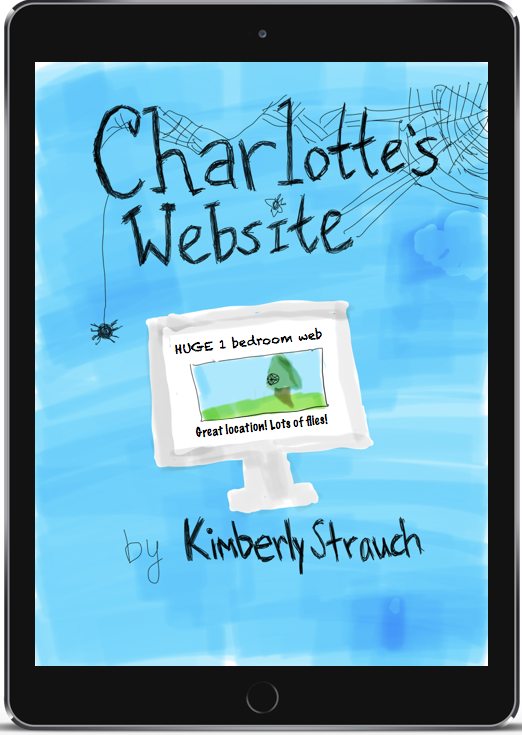 Charlotte's
Website
HUGE 1 bedroom web
Great location! Lots of flies!
by Kimberly Strauch